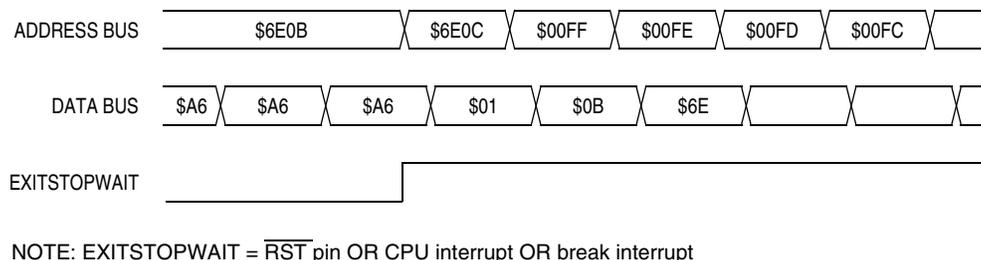 ADDRESS BUS $6E0B $6E0C $00FF $00FE $00FD $00FC
DATA BUS $A6 $A6 $A6 $01 $0B $6E
EXITSTOPWAIT
NOTE: EXITSTOPWAIT = RST pin OR CPU interrupt OR break interrupt